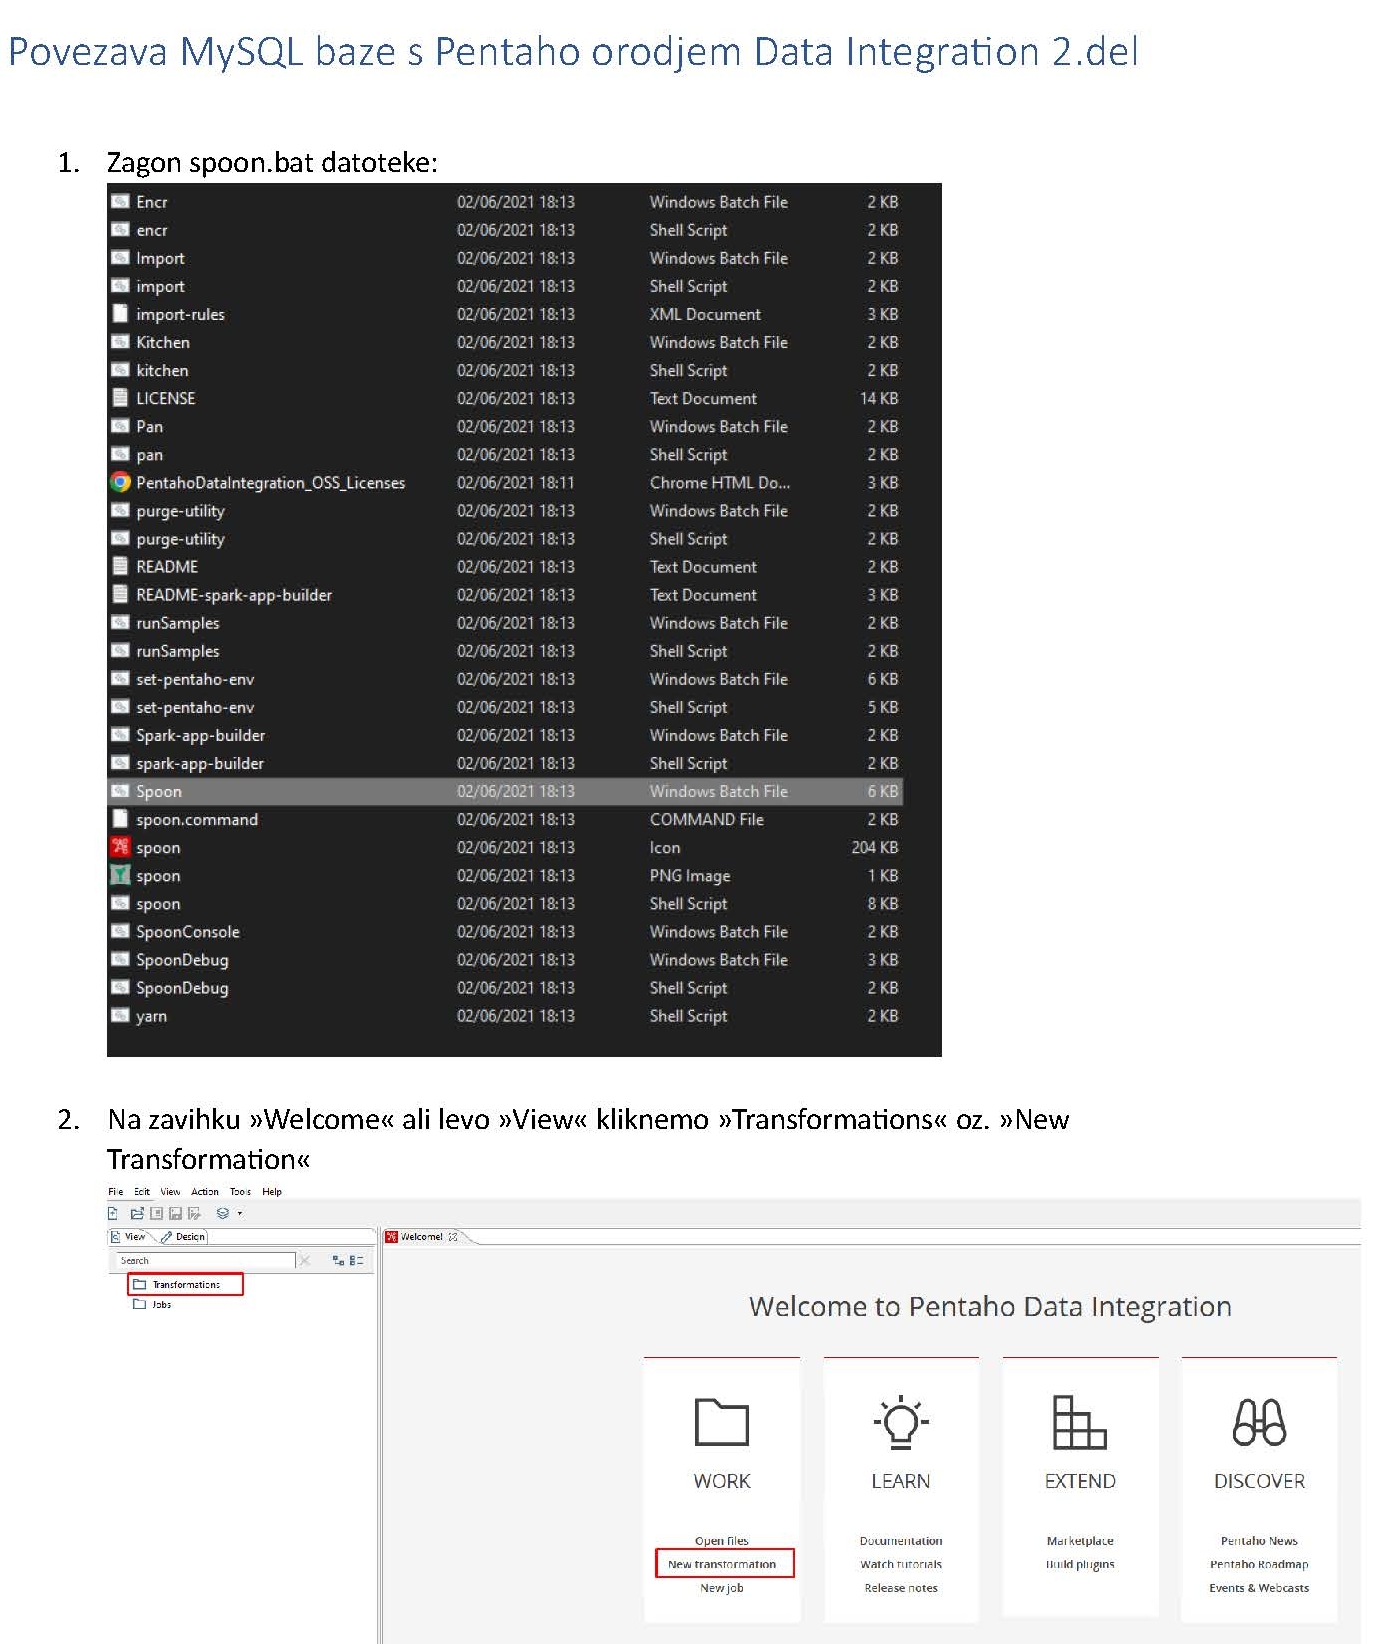 Povezava MySQL baze s Pentaho orodjem Data Integration 2.del
1. Zagon spoon.bat datoteke:
Encr 02/06/2021 18:13 Windows Batch File 2 KB
encr 02/06/2021 18:13 Shell Script 2 KB
Import 02/06/2021 18:13 Windows Batch File 2 KB
import 02/06/2021 18:13 Shell Script 2 KB
import-rules 02/06/2021 18:13 XML Document 3 KB
Kitchen 02/06/2021 18:13 Windows Batch File 2 KB
kitchen 02/06/2021 18:13 Shell Script 2 KB
LICENSE 02/06/2021 18:13 Text Document 14 KB
Pan 02/06/2021 18:13 Windows Batch File 2 KB
pan 02/06/2021 18:13 Shell Script 2 KB
PentahoDataIntegration_OSS_Licenses 02/06/2021 18:11 Chrome HTML Do... 3 KB
purge-utility 02/06/2021 18:13 Windows Batch File 2 KB
purge-utility 02/06/2021 18:13 Shell Script 2 KB
README 02/06/2021 18:13 Text Document 2 KB
README-spark-app-builder 02/06/2021 18:13 Text Document 3 KB
runSamples 02/06/2021 18:13 Windows Batch File 2 KB
runSamples 02/06/2021 18:13 Shell Script 2 KB
set-pentaho-env 02/06/2021 18:13 Windows Batch File 6 KB
set-pentaho-env 02/06/2021 18:13 Shell Script 5 KB
Spark-app-builder 02/06/2021 18:13 Windows Batch File 2 KB
spark-app-builder 02/06/2021 18:13 Shell Script 2 KB
Spoon 02/06/2021 18:13 Windows Batch File 6 KB
spoon.command 02/06/2021 18:13 COMMAND File 2 KB
spoon 02/06/2021 18:13 Icon 204 KB
spoon 02/06/2021 18:13 PNG Image 1 KB
spoon 02/06/2021 18:13 Shell Script 8 KB
SpoonConsole 02/06/2021 18:13 Windows Batch File 2 KB
SpoonDebug 02/06/2021 18:13 Windows Batch File 3 KB
SpoonDebug 02/06/2021 18:13 Shell Script 2 KB
yarn 02/06/2021 18:13 Shell Script 2 KB
2. Na zavihku »Welcome« ali levo »View« kliknemo »Transformations« oz. »New
Transformation«
File Edit View Action Tools Help
View Design Welcome!
Search
Transformations
Jobs
Welcome to Pentaho Data Integration
WORK LEARN EXTEND DISCOVER
Open files Documentation Marketplace Pentaho News
New transformation Watch tutorials Build plugins Pentaho Roadmap
New job Release notes Events & Webcasts